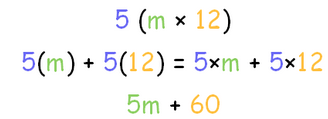 5 (m × 12)
5(m) + 5(12) = 5×m + 5×12
5m + 60